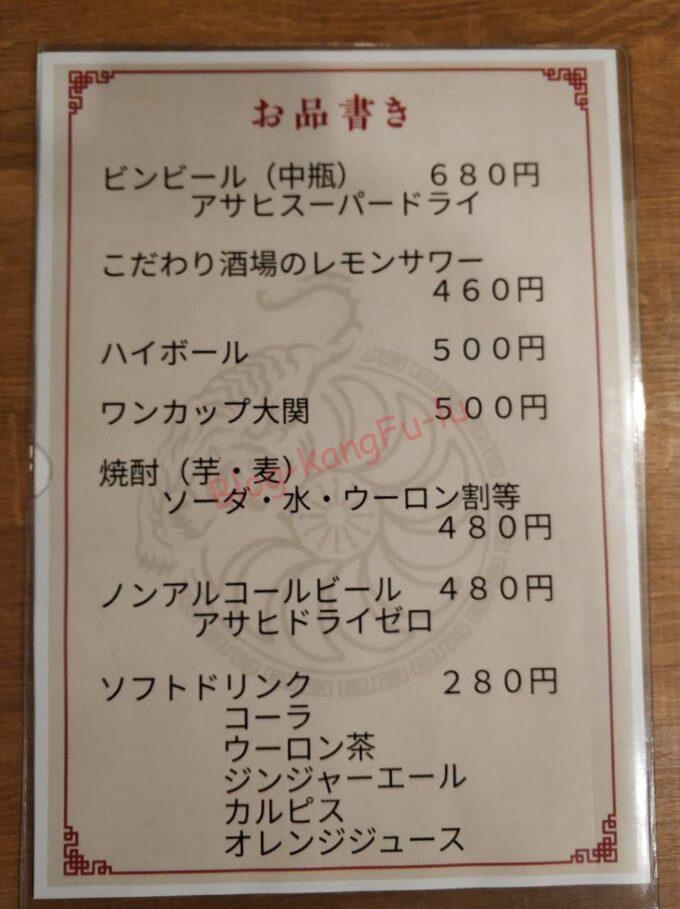 お品書き
ビンビール（中瓶）　６８０円
アサヒスーパードライ
こだわり酒場のレモンサワー
４６０円
ハイボール　５００円
ワンカップ大関　５００円
焼酎（芋・麦）
ソーダ・水・ウーロン割等
４８０円
ノンアルコールビール　４８０円
アサヒドライゼロ
ソフトドリンク　２８０円
コーラ
ウーロン茶
ジンジャーエール
カルピス
オレンジジュース
Blog-KangFu-fu